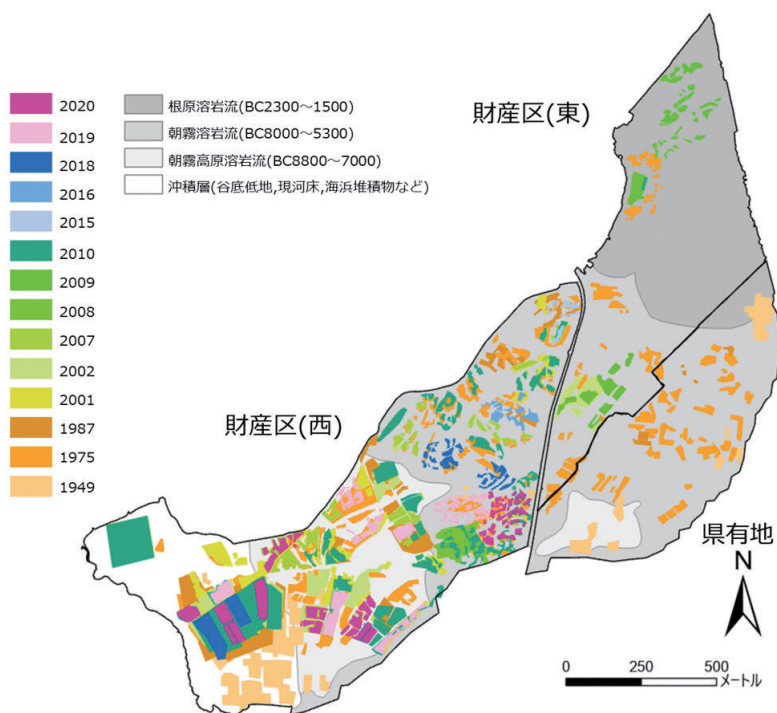 2020
2019
2018
2016
2015
2010
2009
2008
2007
2002
2001
1987
1975
1949
根原溶岩流(BC2300～1500)
朝霧溶岩流(BC8000～5300)
朝霧高原溶岩流(BC8800～7000)
沖積層(谷底低地,現河床,海浜堆積物など)
財産区(東)
財産区(西)
県有地
N
0 250 500
メートル